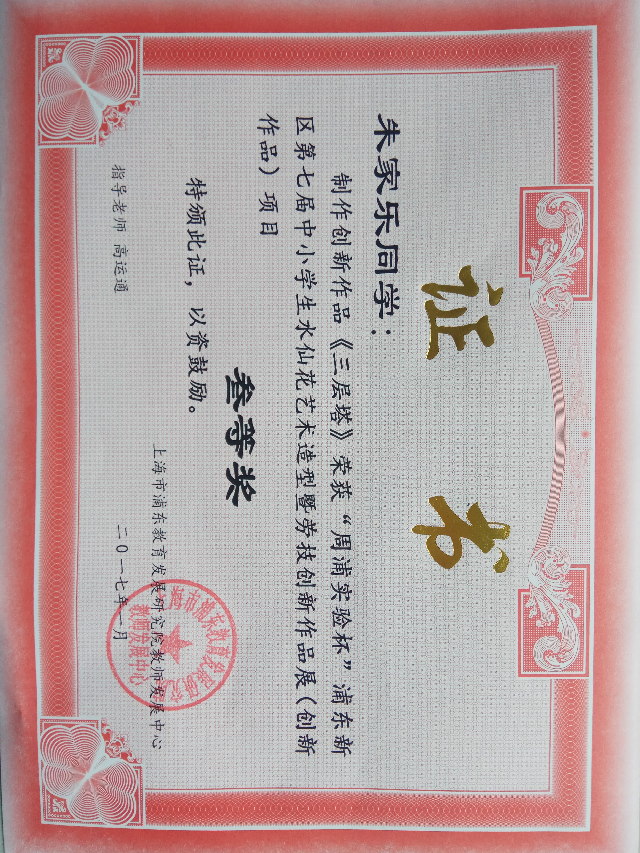 证书
朱家乐同学：
制作创新作品《三层塔》荣获“周浦实验杯”浦东新
区第七届中小学生水仙花艺术造型暨劳技创新作品展（创新
作品）项目
叁等奖
特颁此证，以资鼓励。
指导老师 高运通
上海市浦东教育发展研究院教师发展中心
二〇一七年一月